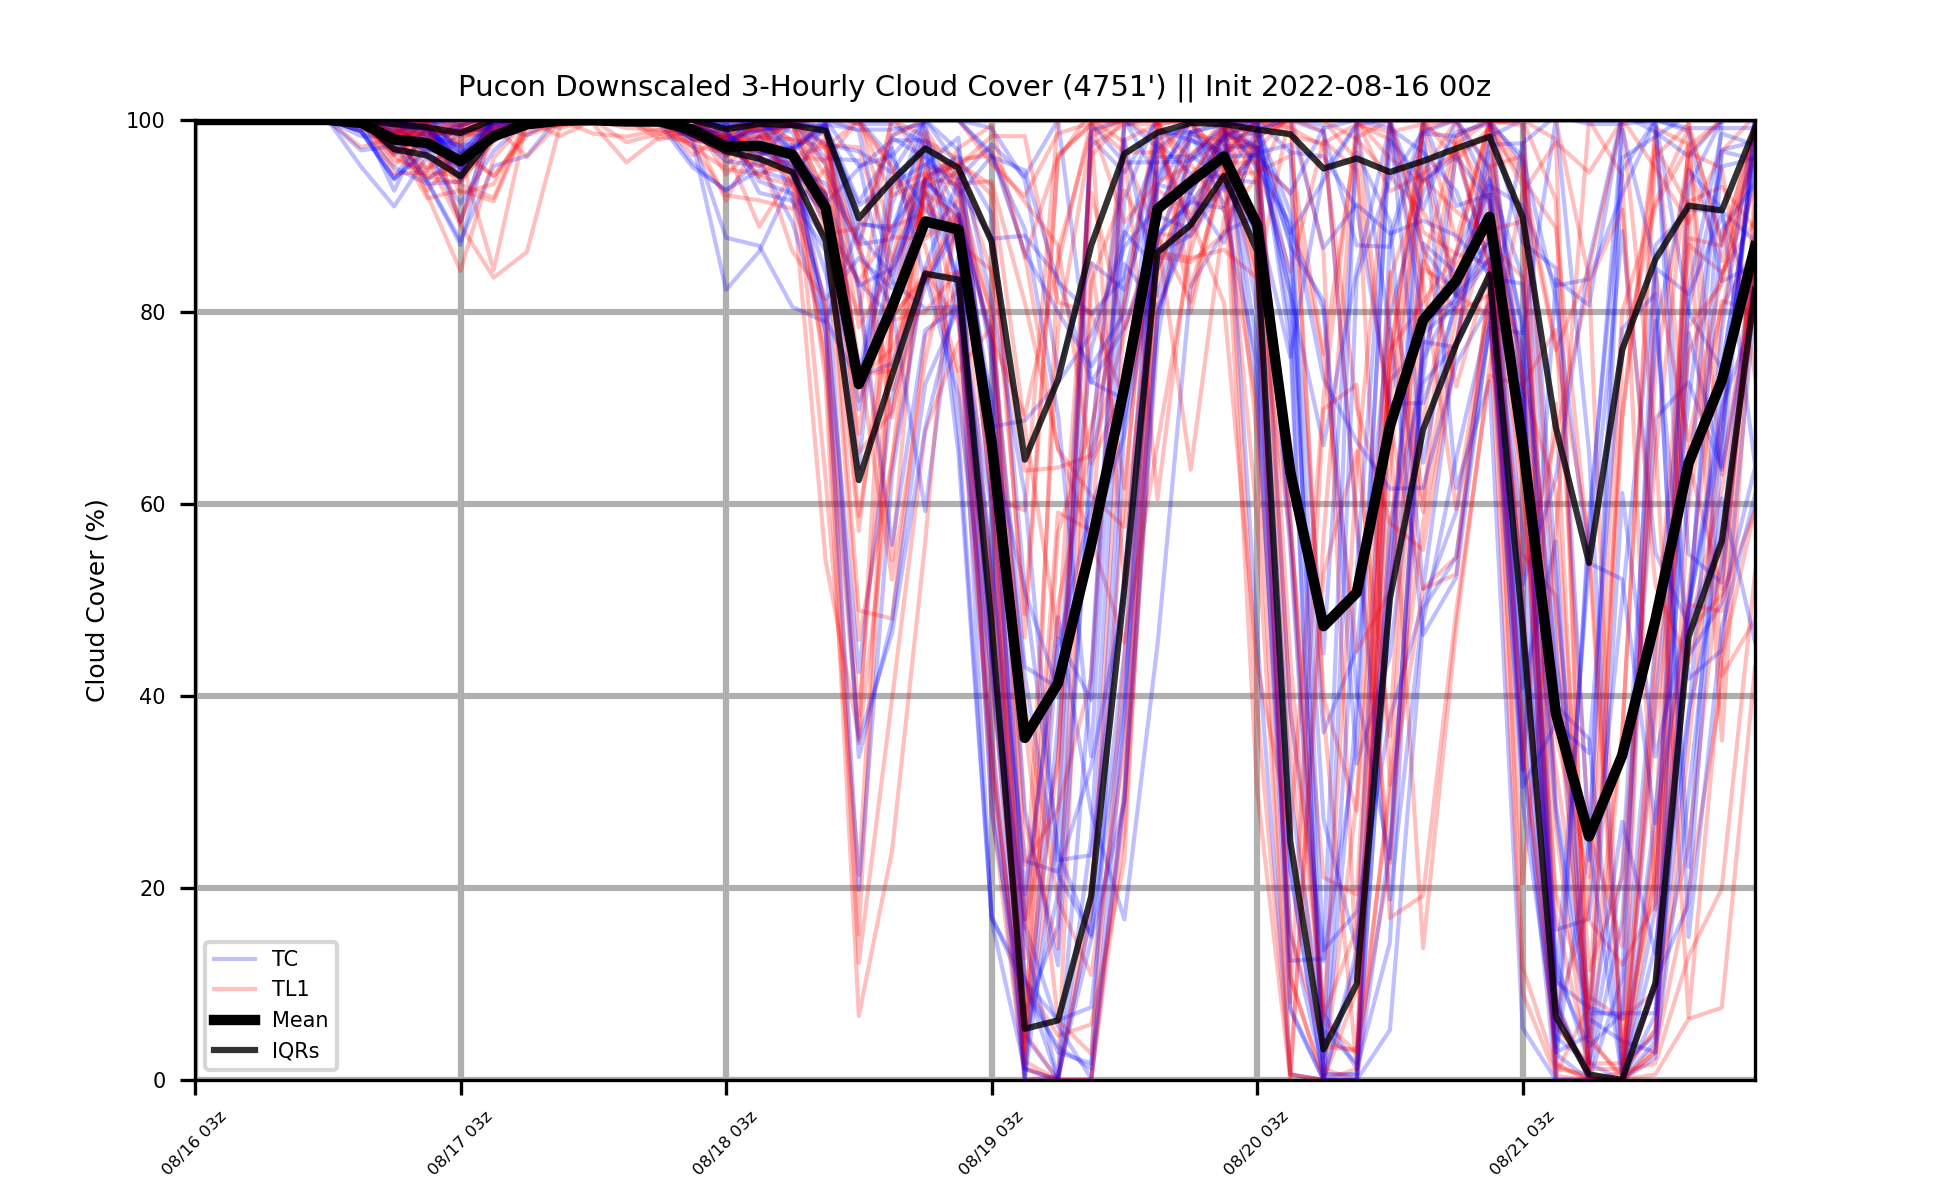 Pucon Downscaled 3-Hourly Cloud Cover (4751') || Init 2022-08-16 00z
Cloud Cover (%)
100
80
60
40
20
0
TC
TL1
Mean
IQRs
08/16 03z
08/17 03z
08/18 03z
08/19 03z
08/20 03z
08/21 03z